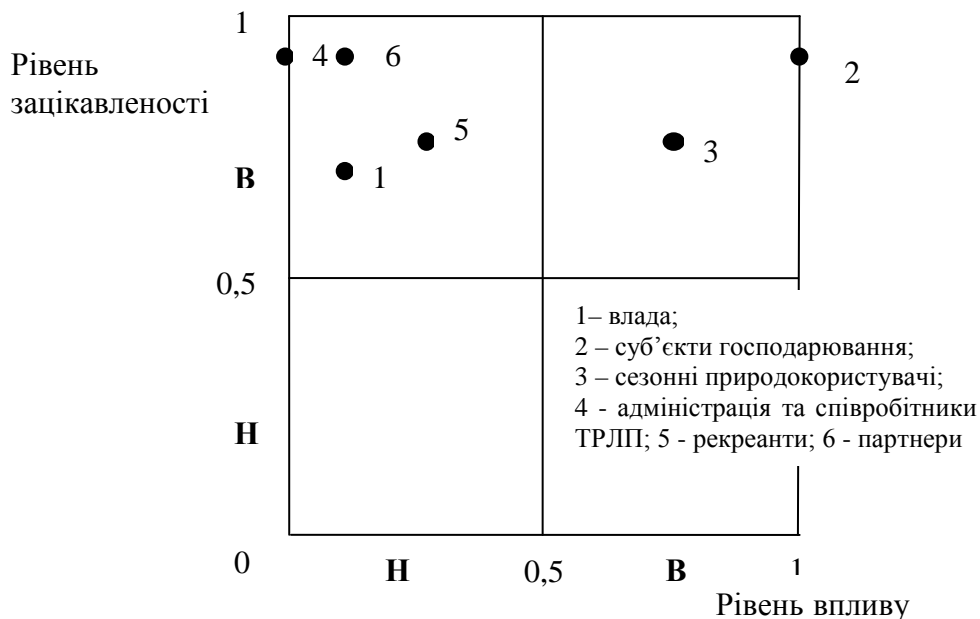 1
Рівень
зацікавленості
4
6
2
5
3
В
1
0,5
1– влада;
2 – суб’єкти господарювання;
3 – сезонні природокористувачі;
4 - адміністрація та співробітники
ТРЛП; 5 - рекреанти; 6 - партнери
Н
0
Н
0,5
В
1
Рівень впливу